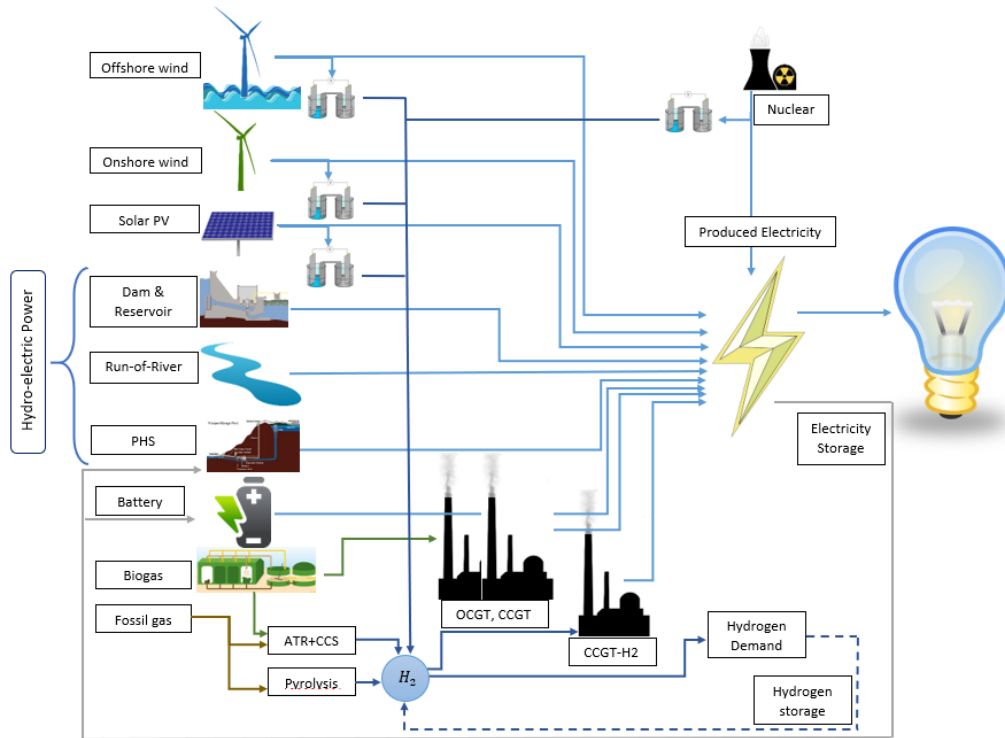 Offshore wind
Nuclear
Onshore wind
Solar PV
Produced Electricity
Hydro-electric Power
Dam &
Reservoir
Run-of-River
PHS
Electricity
Storage
Battery
Biogas
OCGT, CCGT
Fossil gas
ATR+CCS
CCGT-H2
Hydrogen
Demand
Pyrolysis
H₂
Hydrogen
storage